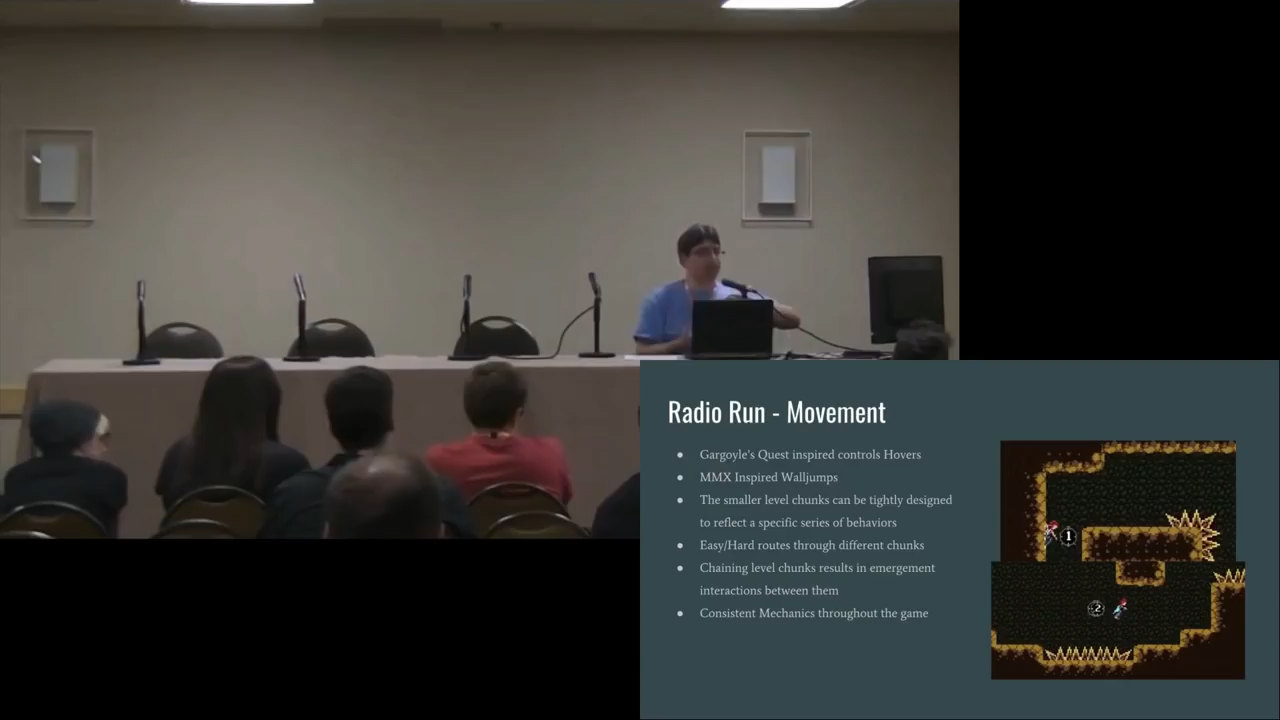 Radio Run - Movement
● Gargoyle's Quest inspired controls Hovers
● MMX Inspired Walljumps
● The smaller level chunks can be tightly designed
to reflect a specific series of behaviors
● Easy/Hard routes through different chunks
● Chaining level chunks results in emergement
interactions between them
● Consistent Mechanics throughout the game
1
2